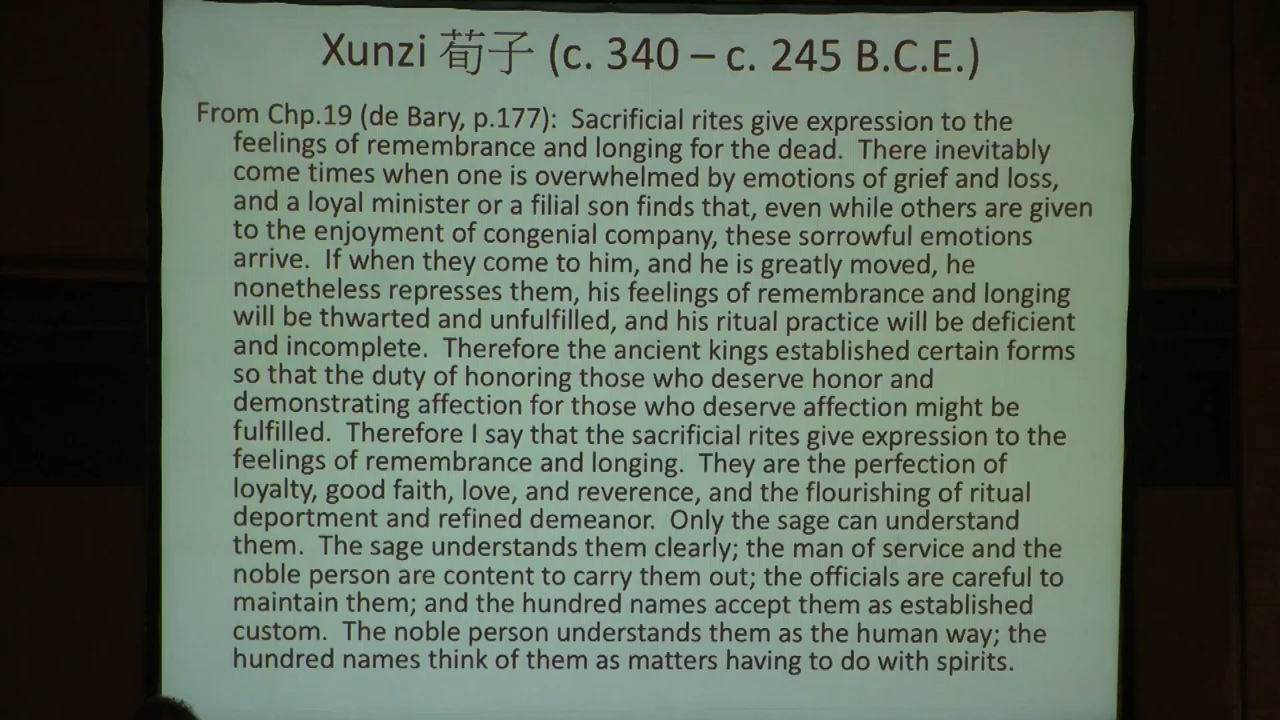 Xunzi 荀子 (c. 340 – c. 245 B.C.E.)
From Chp.19 (de Bary, p.177):  Sacrificial rites give expression to the
feelings of remembrance and longing for the dead.  There inevitably
come times when one is overwhelmed by emotions of grief and loss,
and a loyal minister or a filial son finds that, even while others are given
to the enjoyment of congenial company, these sorrowful emotions
arrive.  If when they come to him, and he is greatly moved, he
nonetheless represses them, his feelings of remembrance and longing
will be thwarted and unfulfilled, and his ritual practice will be deficient
and incomplete.  Therefore the ancient kings established certain forms
so that the duty of honoring those who deserve honor and
demonstrating affection for those who deserve affection might be
fulfilled.  Therefore I say that the sacrificial rites give expression to the
feelings of remembrance and longing.  They are the perfection of
loyalty, good faith, love, and reverence, and the flourishing of ritual
deportment and refined demeanor.  Only the sage can understand
them.  The sage understands them clearly; the man of service and the
noble person are content to carry them out; the officials are careful to
maintain them; and the hundred names accept them as established
custom.  The noble person understands them as the human way; the
hundred names think of them as matters having to do with spirits.